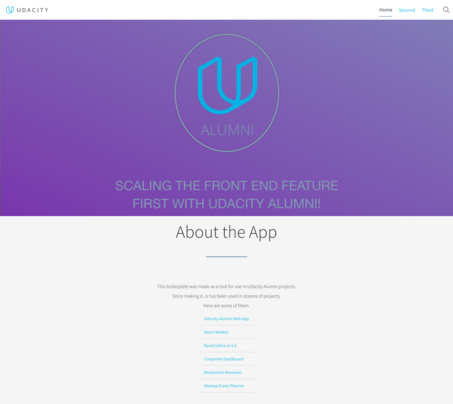 UDACITY
Home Second Third
ALUMNI
SCALING THE FRONT END FEATURE
FIRST WITH UDACITY ALUMNI!
About the App
This boilerplate was made as a tool for use in Udacity Alumni projects.
Since making it, is has been used in dozens of projects.
Here are some of them
Udacity Alumni Web App
React Weekly
RyanCollins.io 3.0
Corporate Dashboard
Restaurant Reviewer
Meetup Event Planner